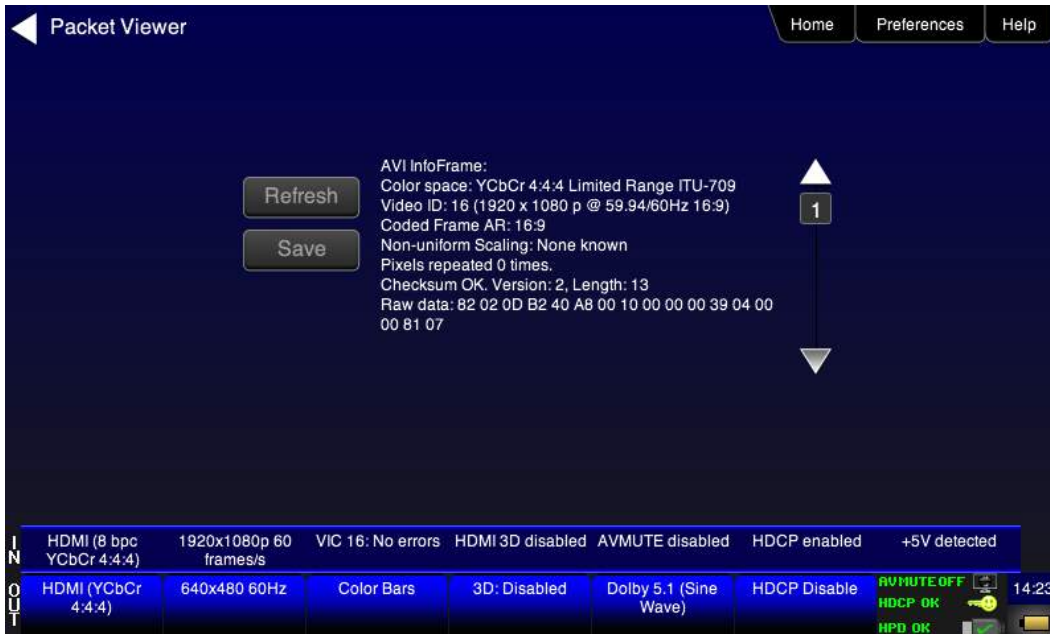 Packet Viewer
Home
Preferences
Help
Refresh
Save
AVI InfoFrame:
Color space: YCbCr 4:4:4 Limited Range ITU-709
Video ID: 16 (1920 x 1080 p @ 59.94/60Hz 16:9)
Coded Frame AR: 16:9
Non-uniform Scaling: None known
Pixels repeated 0 times.
Checksum OK. Version: 2, Length: 13
Raw data: 82 02 0D B2 40 A8 00 10 00 00 00 39 04 00
00 81 07
1
IN
HDMI (8 bpc
YCbCr 4:4:4)
1920x1080p 60
frames/s
VIC 16: No errors
HDMI 3D disabled
AVMUTE disabled
HDCP enabled
+5V detected
OUT
HDMI (YCbCr
4:4:4)
640x480 60Hz
Color Bars
3D: Disabled
Dolby 5.1 (Sine
Wave)
HDCP Disable
AVMUTE OFF
HDCP OK
HPD OK
14:23